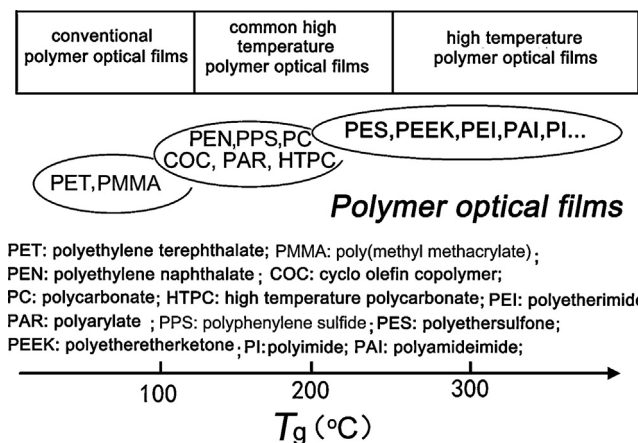 conventional
polymer optical films
common high
temperature
polymer optical films
high temperature
polymer optical films
PET,PMMA
PEN,PPS,PC
COC, PAR, HTPC
PES,PEEK,PEI,PAI,PI...
Polymer optical films
PET: polyethylene terephthalate; PMMA: poly(methyl methacrylate) ;
PEN: polyethylene naphthalate ; COC: cyclo olefin copolymer;
PC: polycarbonate; HTPC: high temperature polycarbonate; PEI: polyetherimide
PAR: polyarylate ; PPS: polyphenylene sulfide ; PES: polyethersulfone;
PEEK: polyetheretherketone ; PI:polyimide; PAI: polyamideimide;
100 200 300
Tg (°C)